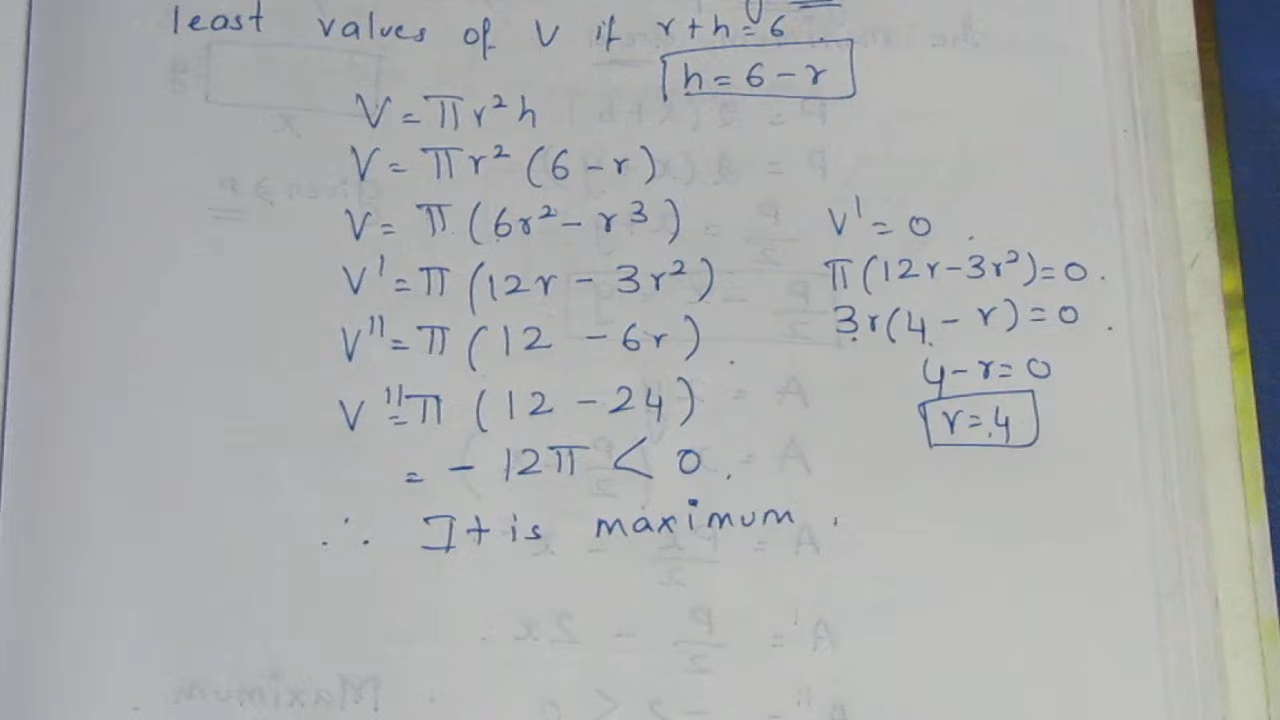 least values of V if r+h=6.
h=6-r
V=πr²h
V=πr²(6-r)
V=π(6r²-r³)
V'=π(12r-3r²)
V''=π(12-6r).
V''=π(12-24)
=-12π<0.
∴ It is maximum.
V'=0.
π(12r-3r²)=0.
3r(4-r)=0.
4-r=0
r=4